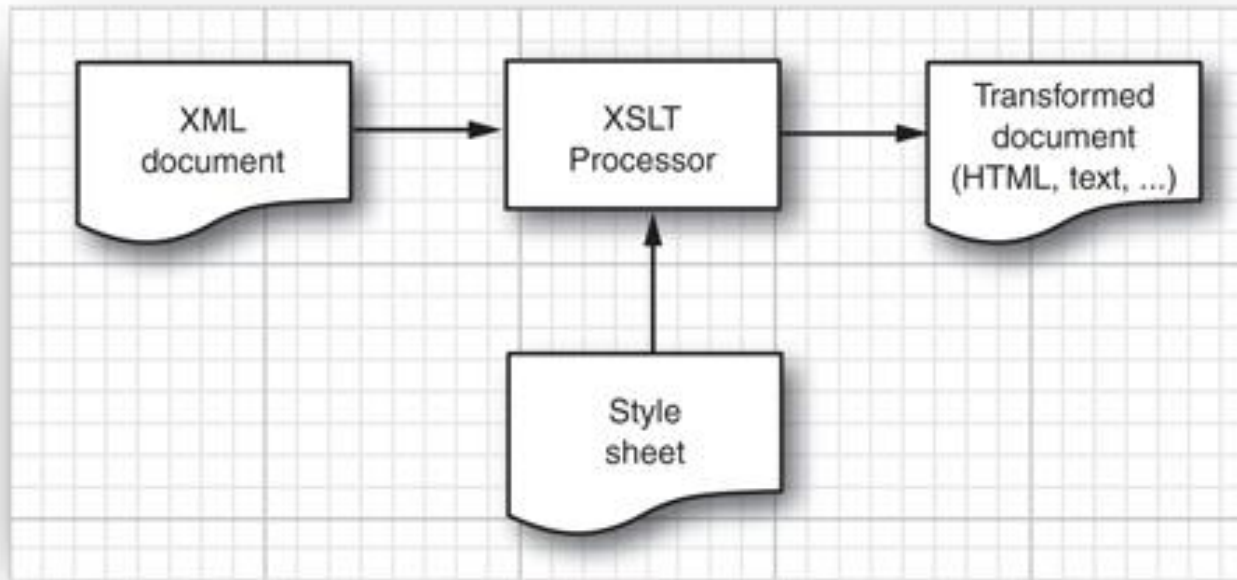 XML
document
XSLT
Processor
Transformed
document
(HTML, text, ...)
Style
sheet